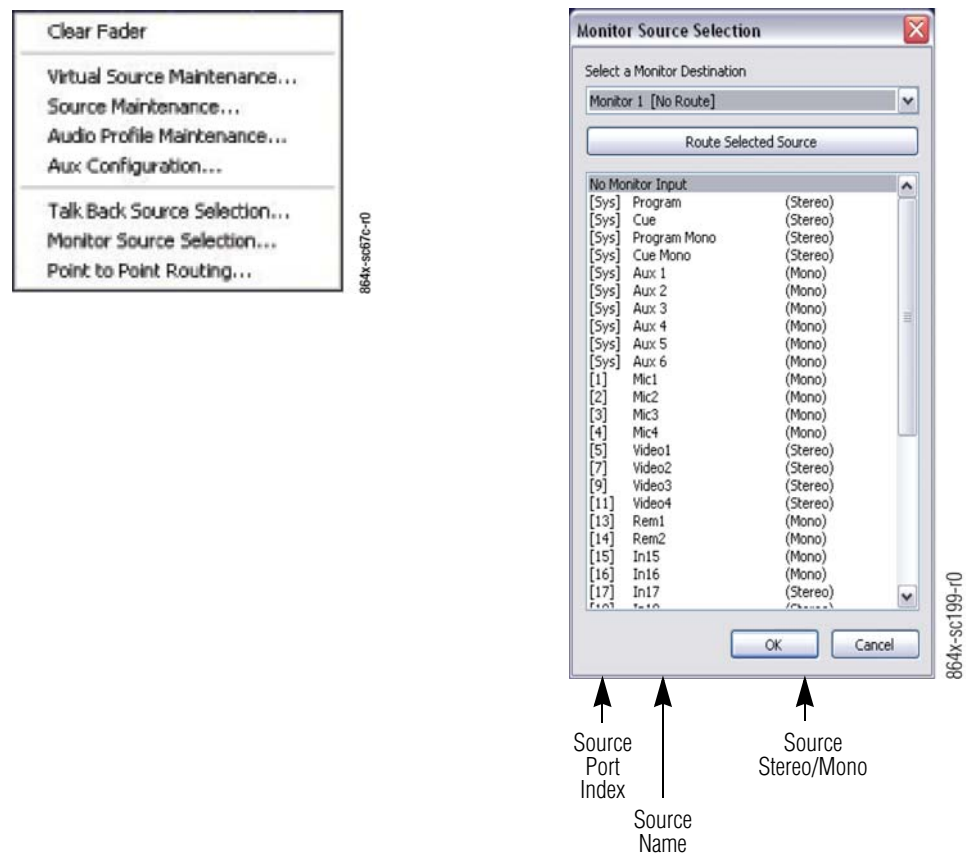 Clear Fader
Virtual Source Maintenance...
Source Maintenance...
Audio Profile Maintenance...
Aux Configuration...
Talk Back Source Selection...
Monitor Source Selection...
Point to Point Routing...
864x-sc67c-r0
Monitor Source Selection
Select a Monitor Destination
Monitor 1 [No Route]
Route Selected Source
No Monitor Input
[Sys] Program (Stereo)
[Sys] Cue (Stereo)
[Sys] Program Mono (Stereo)
[Sys] Cue Mono (Stereo)
[Sys] Aux 1 (Mono)
[Sys] Aux 2 (Mono)
[Sys] Aux 3 (Mono)
[Sys] Aux 4 (Mono)
[Sys] Aux 5 (Mono)
[Sys] Aux 6 (Mono)
[1] Mic1 (Mono)
[2] Mic2 (Mono)
[3] Mic3 (Mono)
[4] Mic4 (Mono)
[5] Video1 (Stereo)
[7] Video2 (Stereo)
[9] Video3 (Stereo)
[11] Video4 (Stereo)
[13] Rem1 (Mono)
[14] Rem2 (Mono)
[15] In15 (Mono)
[16] In16 (Mono)
[17] In17 (Stereo)
OK Cancel
864x-sc199-r0
Source
Port
Index
Source
Name
Source
Stereo/Mono